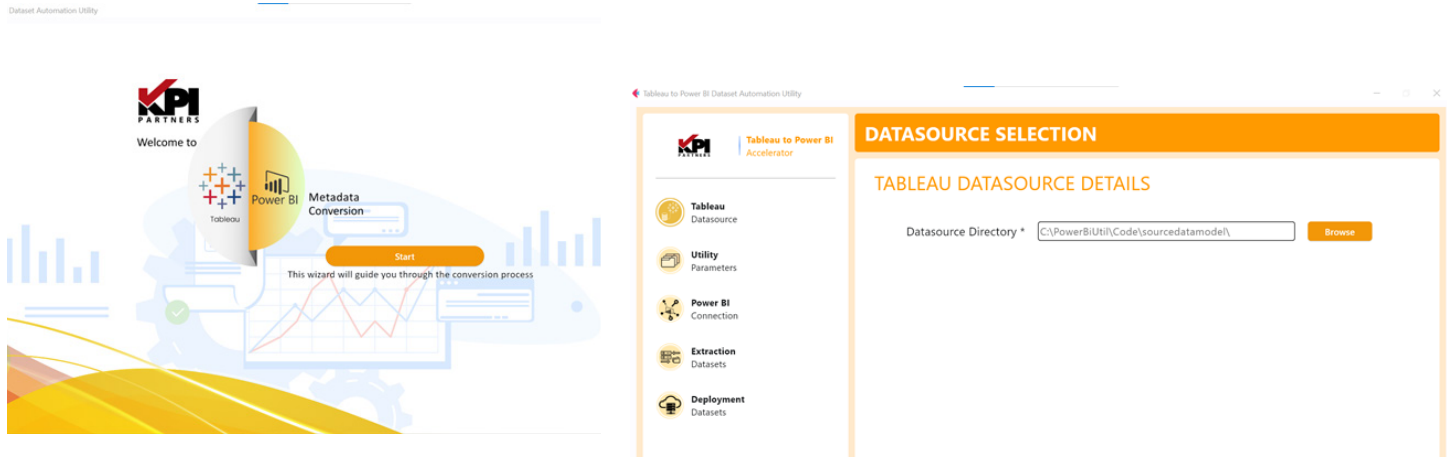 Dataset Automation Utility
KPI
PARTNERS
Welcome to
Tableau
Power BI
Metadata
Conversion
Start
This wizard will guide you through the conversion process
Tableau to Power BI Dataset Automation Utility
KPI
PARTNERS
Tableau to Power BI
Accelerator
Tableau
Datasource
Utility
Parameters
Power BI
Connection
Extraction
Datasets
Deployment
Datasets
DATASOURCE SELECTION
TABLEAU DATASOURCE DETAILS
Datasource Directory * C:\PowerBiUtil\Code\sourcedatamodel\ Browse